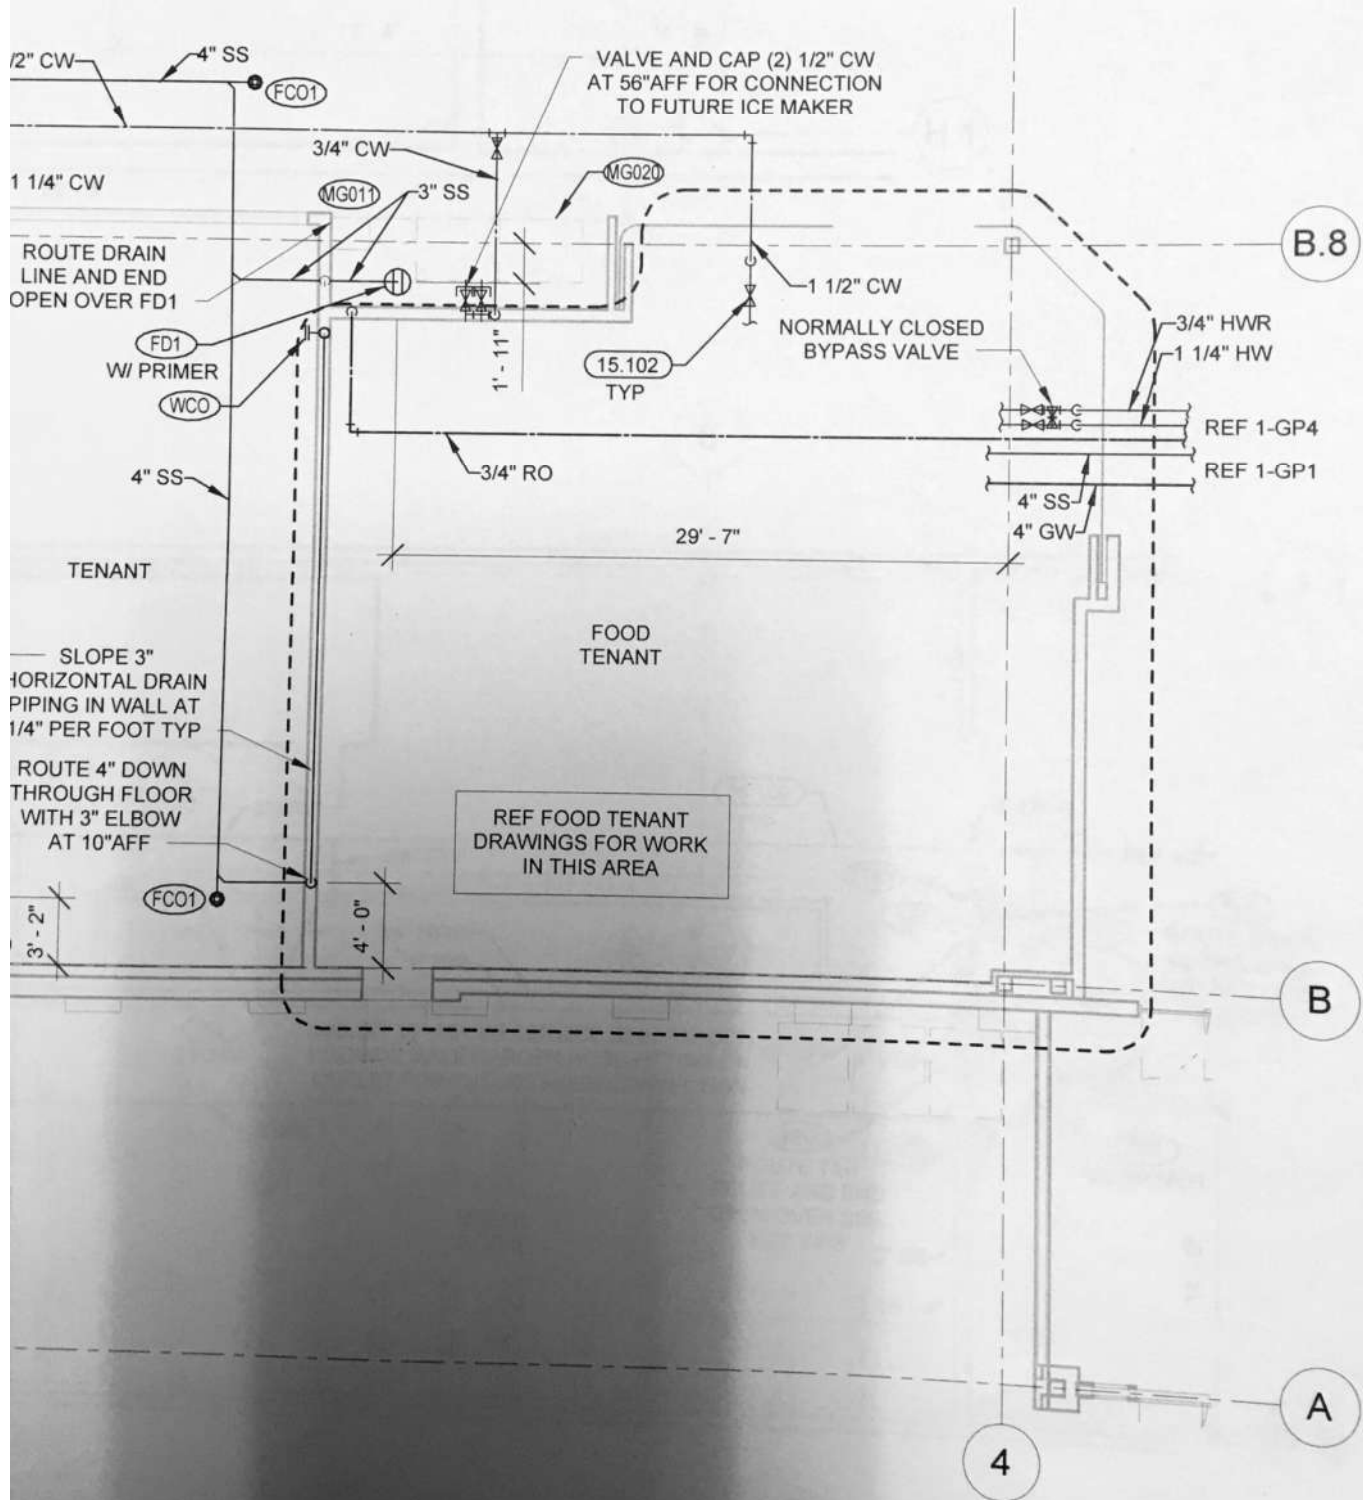 /2" CW
4" SS
FCO1
VALVE AND CAP (2) 1/2" CW
AT 56"AFF FOR CONNECTION
TO FUTURE ICE MAKER
3/4" CW
1 1/4" CW
MG011
3" SS
MG020
B.8
ROUTE DRAIN
LINE AND END
OPEN OVER FD1
1 1/2" CW
NORMALLY CLOSED
BYPASS VALVE
3/4" HWR
1 1/4" HW
FD1
W/ PRIMER
WCO
1' - 11"
15.102
TYP
REF 1-GP4
REF 1-GP1
4" SS
3/4" RO
4" SS
4" GW
29' - 7"
TENANT
FOOD
TENANT
SLOPE 3"
HORIZONTAL DRAIN
PIPING IN WALL AT
1/4" PER FOOT TYP
ROUTE 4" DOWN
THROUGH FLOOR
WITH 3" ELBOW
AT 10"AFF
REF FOOD TENANT
DRAWINGS FOR WORK
IN THIS AREA
FCO1
3' - 2"
4' - 0"
B
A
4